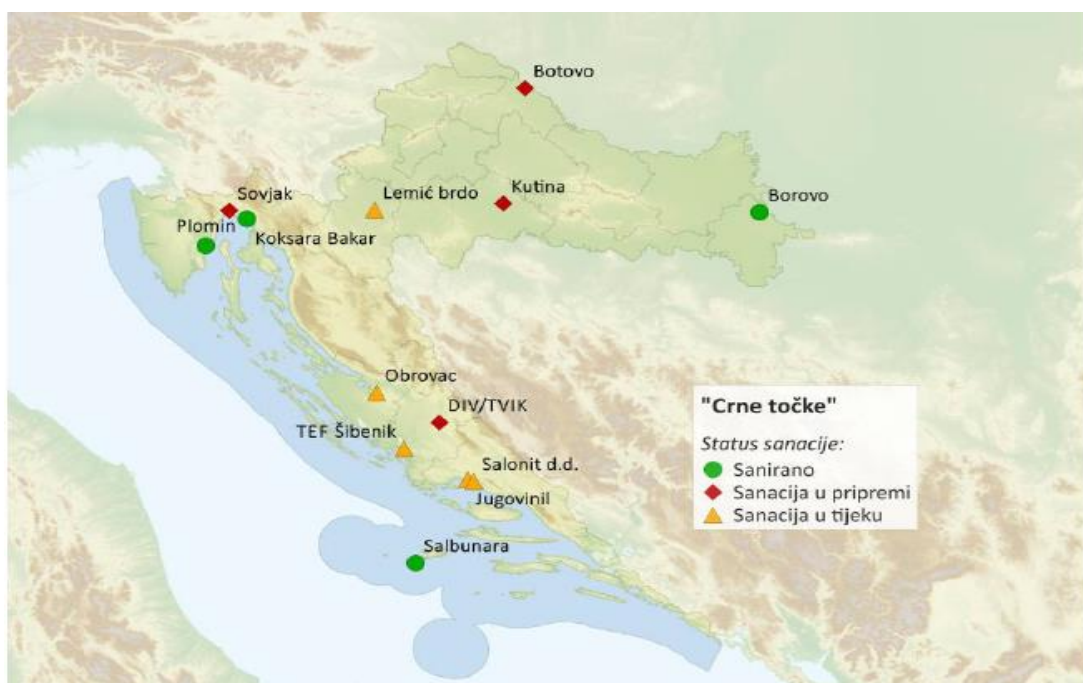 Botovo
Sovjak
Lemić brdo
Kutina
Borovo
Plomin
Koksara Bakar
Obrovac
DIV/TVIK
TEF Šibenik
Salonit d.d.
Jugovinil
Salbunara
"Crne točke"
Status sanacije:
Sanirano
Sanacija u pripremi
Sanacija u tijeku